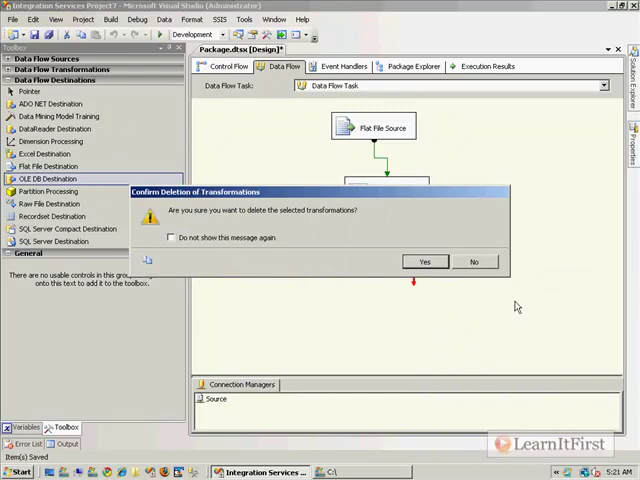 Integration Services Project7 - Microsoft Visual Studio (Administrator)
File Edit View Project Build Debug Data Format SSIS Tools Window Help
Development
Toolbox
Data Flow Sources
Data Flow Transformations
Data Flow Destinations
Pointer
ADO NET Destination
Data Mining Model Training
DataReader Destination
Dimension Processing
Excel Destination
Flat File Destination
OLE DB Destination
Partition Processing
Raw File Destination
Recordset Destination
SQL Server Compact Destination
SQL Server Destination
General
There are no usable controls in this group
onto this text to add it to the toolbox.
Variables Toolbox
Error List Output
Item(s) Saved
Package.dtsx [Design]*
Control Flow Data Flow Event Handlers Package Explorer Execution Results
Data Flow Task: Data Flow Task
Flat File Source
Confirm Deletion of Transformations
Are you sure you want to delete the selected transformations?
Do not show this message again
Yes No
Connection Managers
Source
Solution Explorer
Properties
LearnItFirst
Start
Integration Services ...
C:\
5:21 AM